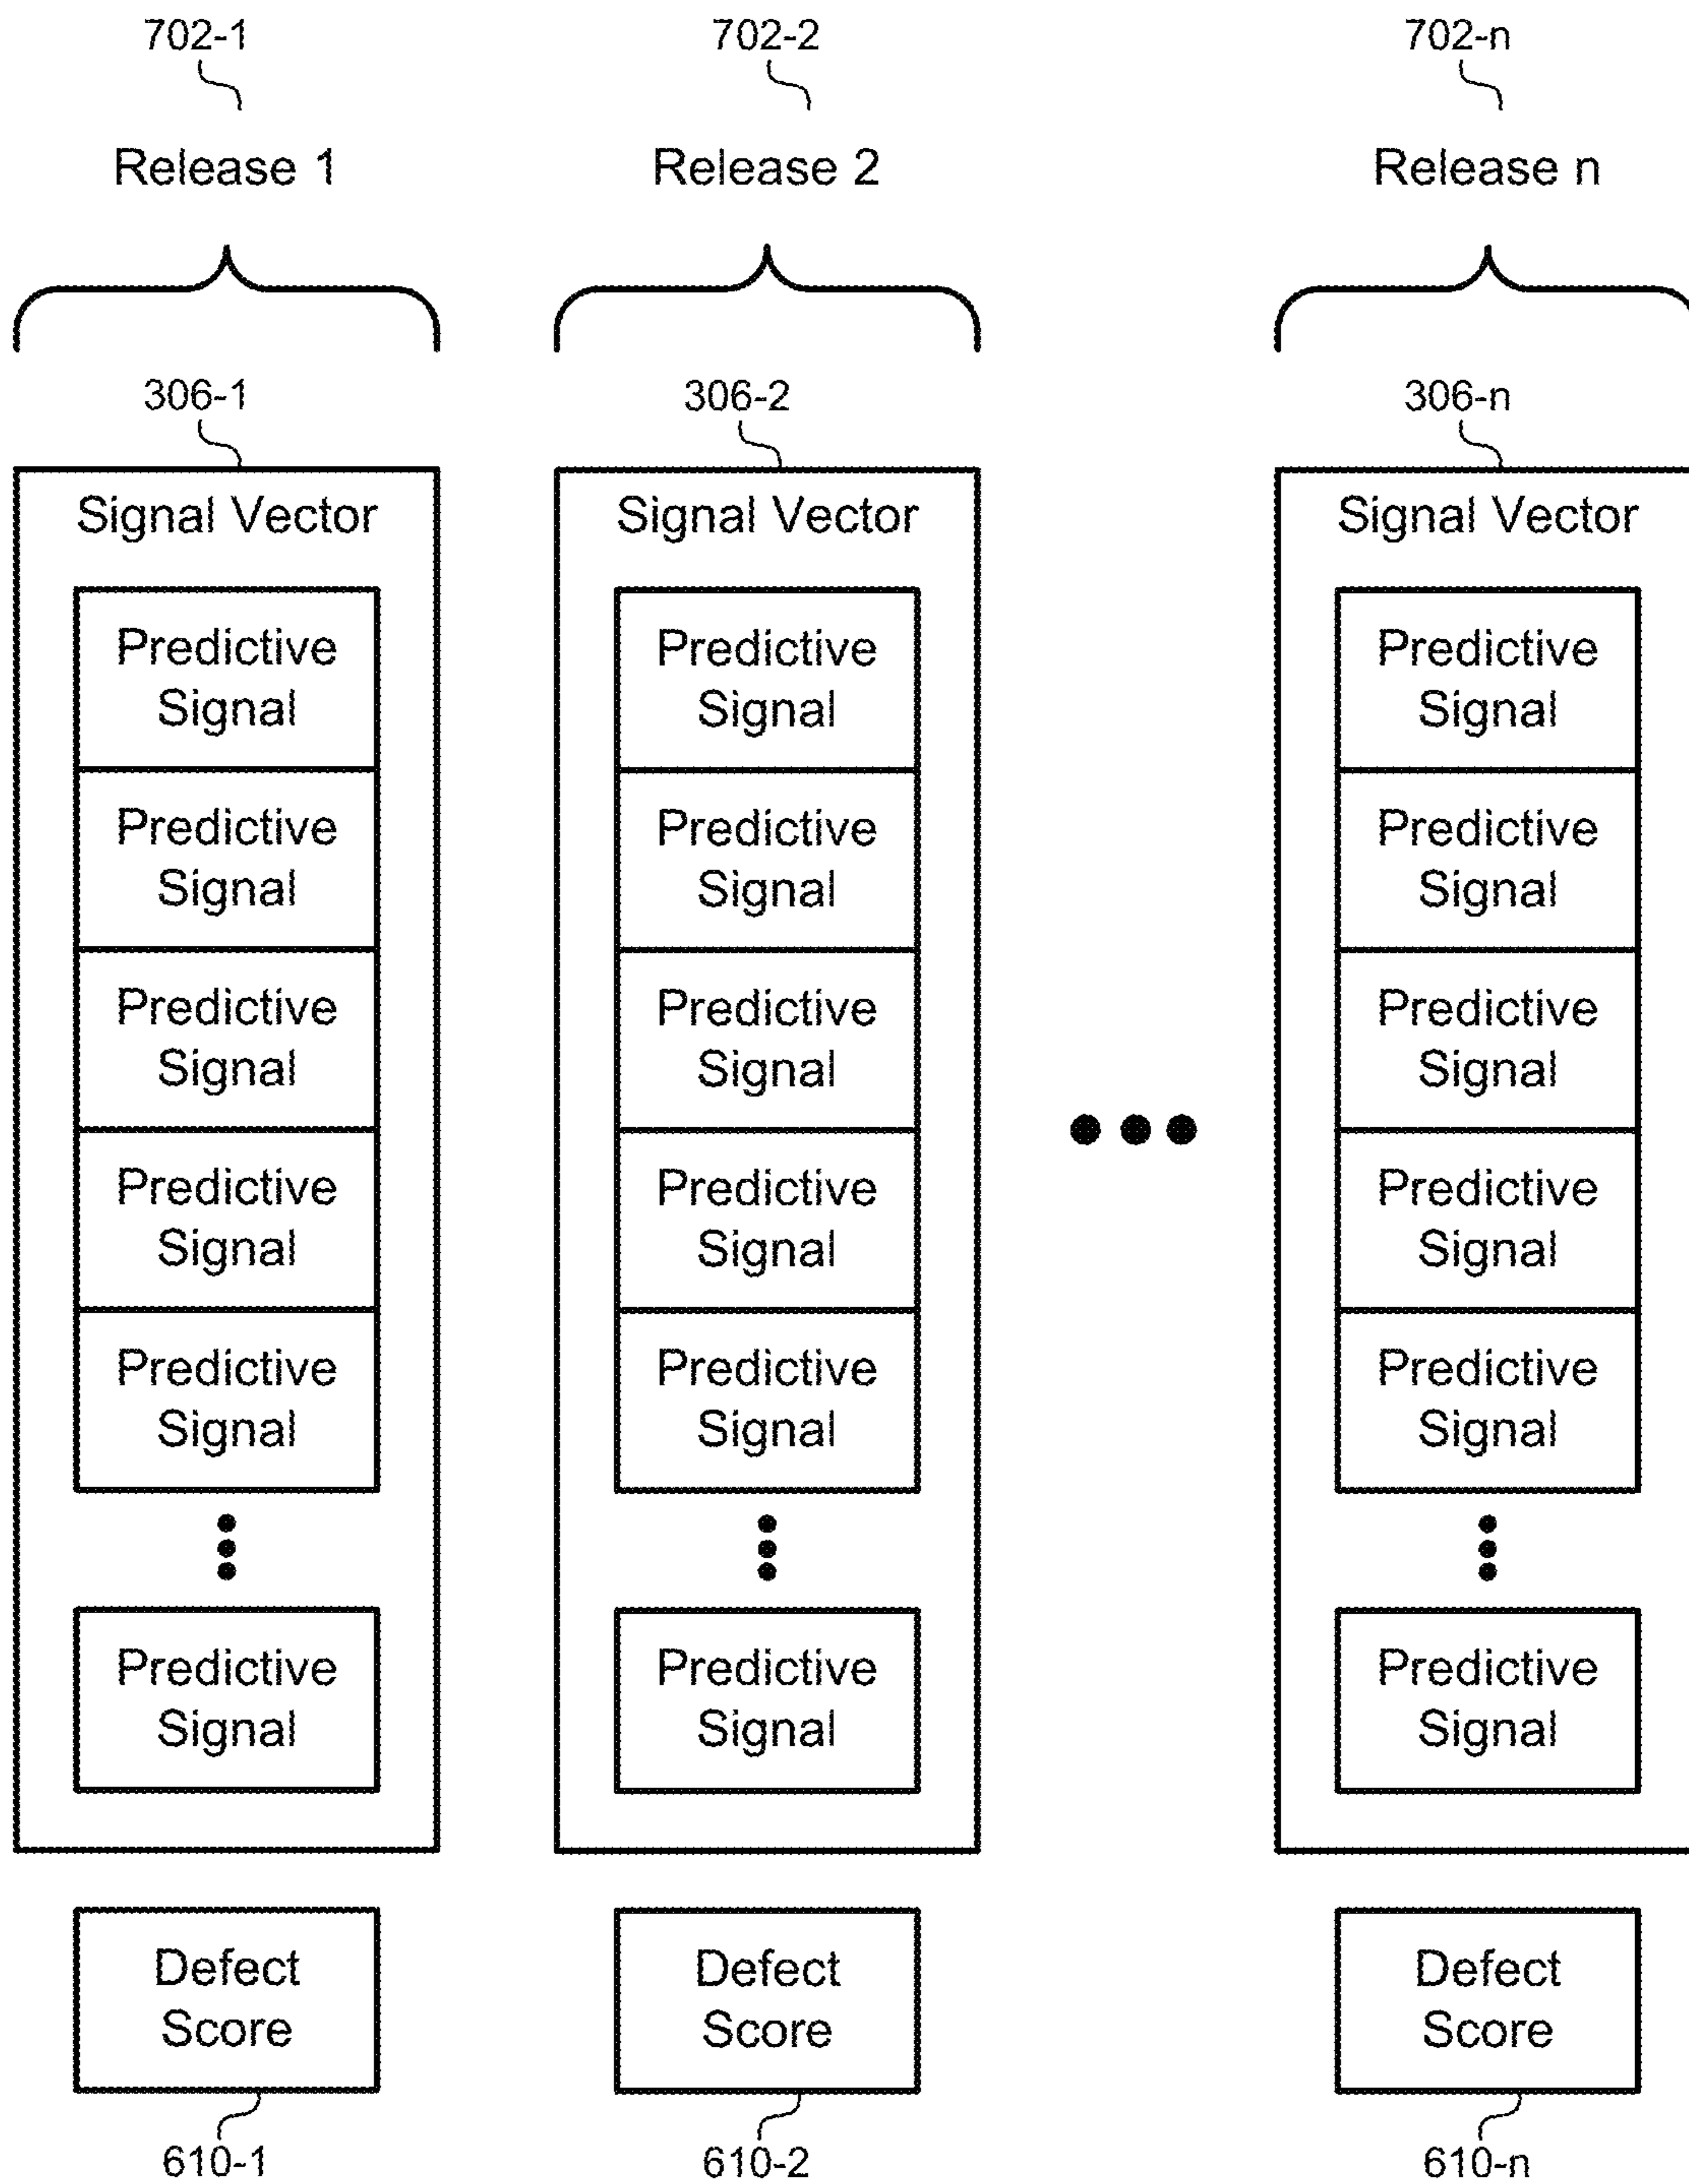 702-1
702-2
702-n
Release 1
Release 2
Release n
306-1
306-2
306-n
Signal Vector
Signal Vector
Signal Vector
Predictive
Signal
Predictive
Signal
Predictive
Signal
Predictive
Signal
Predictive
Signal
Predictive
Signal
Predictive
Signal
Predictive
Signal
Predictive
Signal
Predictive
Signal
Predictive
Signal
Predictive
Signal
Predictive
Signal
Predictive
Signal
Predictive
Signal
Predictive
Signal
Predictive
Signal
Predictive
Signal
Defect
Score
Defect
Score
Defect
Score
610-1
610-2
610-n